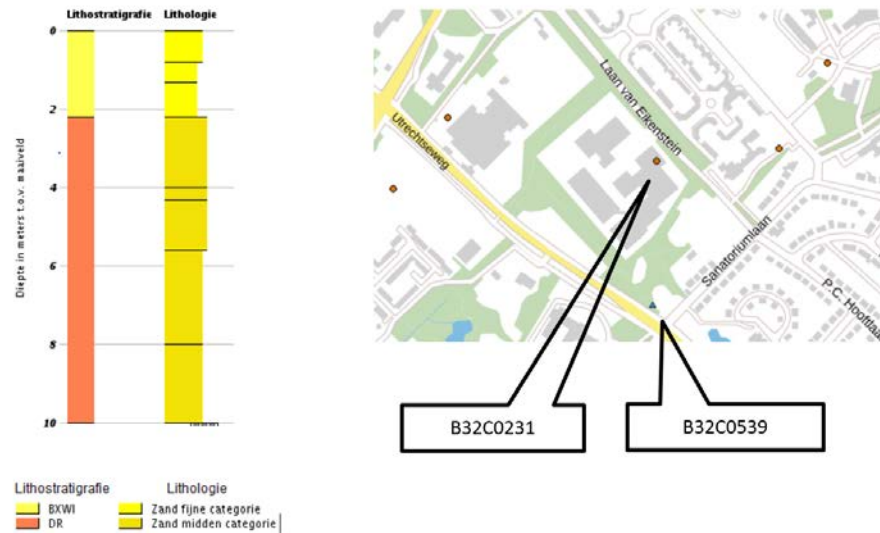 Lithostratigrafie Lithologie
0
2
4
6
8
10
Diepte in meters t.o.v. maaiveld
Lithostratigrafie Lithologie
BXWI Zand fijne categorie
DR Zand midden categorie
Laan van Eikenstein
Utrechtseweg
Sanatoriumlaan
P.C. Hooftlaa
B32C0231 B32C0539